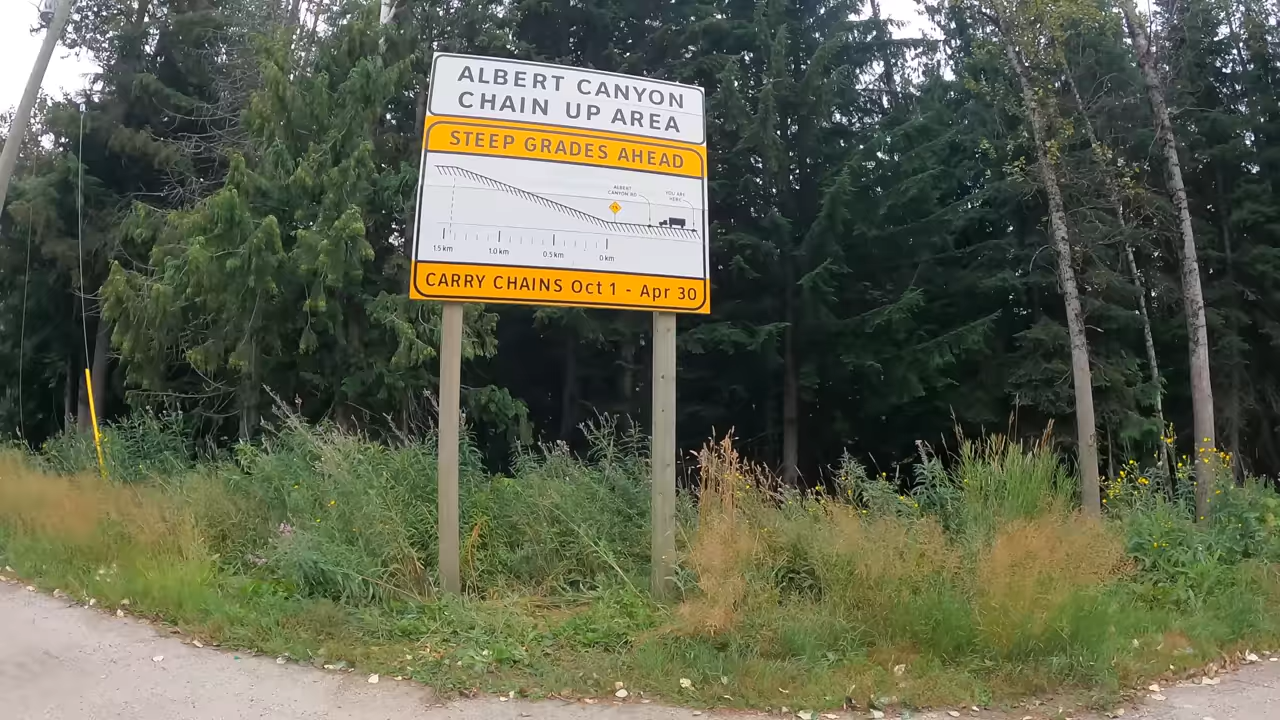 ALBERT CANYON
CHAIN UP AREA
STEEP GRADES AHEAD
ALBERT
CANYON RD
YOU ARE
HERE
1.5 km
1.0 km
0.5 km
0 km
CARRY CHAINS Oct 1 - Apr 30